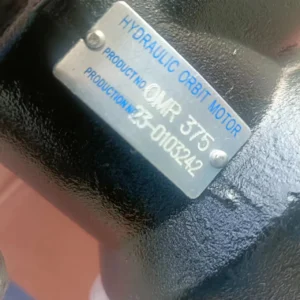 HYDRAULIC ORBIT MOTOR
PRODUCT NO OMR 375
PRODUCTION NO 23-0103242